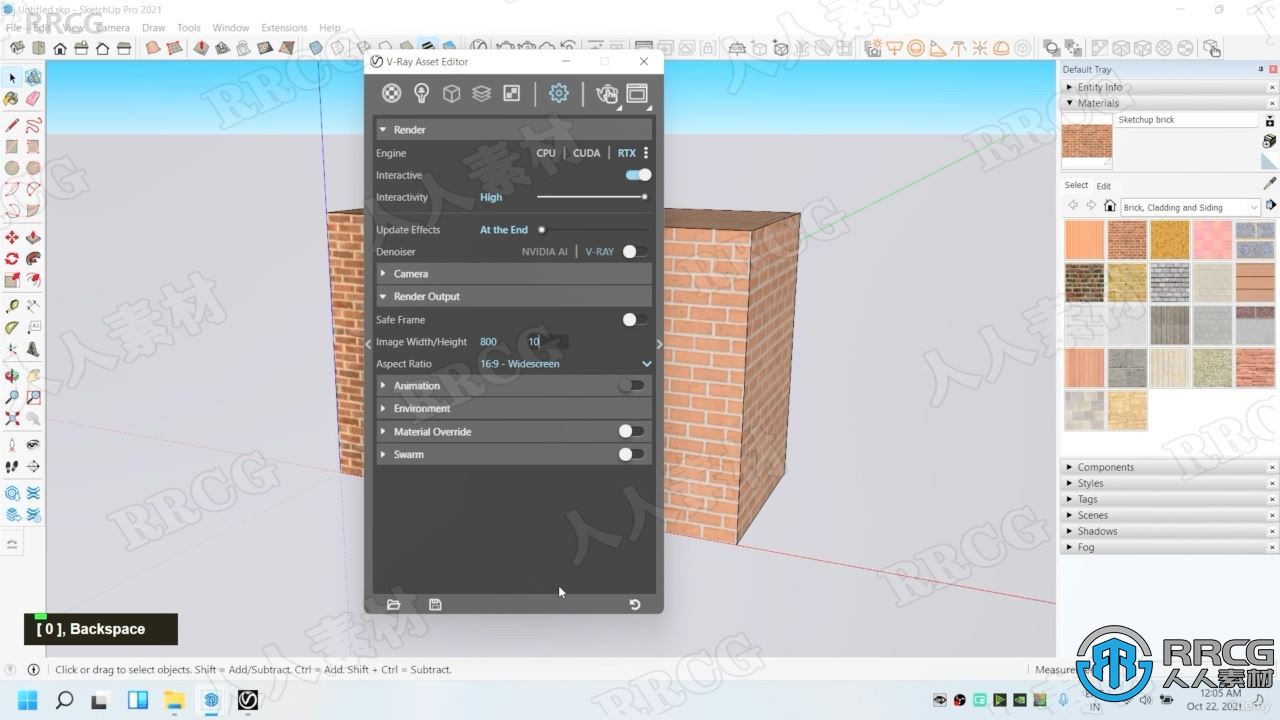 Untitled.skp - SketchUp Pro 2021
File
View
Camera
Draw
Tools
Window
Extensions
Help
V-Ray Asset Editor
Render
Engine
CPU | CUDA | RTX
Interactive
Interactivity High
Update Effects At the End
Denoiser NVIDIA AI | V-RAY
Camera
Render Output
Safe Frame
Image Width/Height 800 10
Aspect Ratio 16:9 - Widescreen
Animation
Environment
Material Override
Swarm
Default Tray
Entity Info
Materials
Sketchup brick
Select Edit
Brick, Cladding and Siding
Components
Styles
Tags
Scenes
Shadows
Fog
[ 0 ], Backspace
Click or drag to select objects. Shift = Add/Subtract. Ctrl = Add. Shift + Ctrl = Subtract.
IN
12:05 AM
Oct 22, 2021
RRCG
人人素材